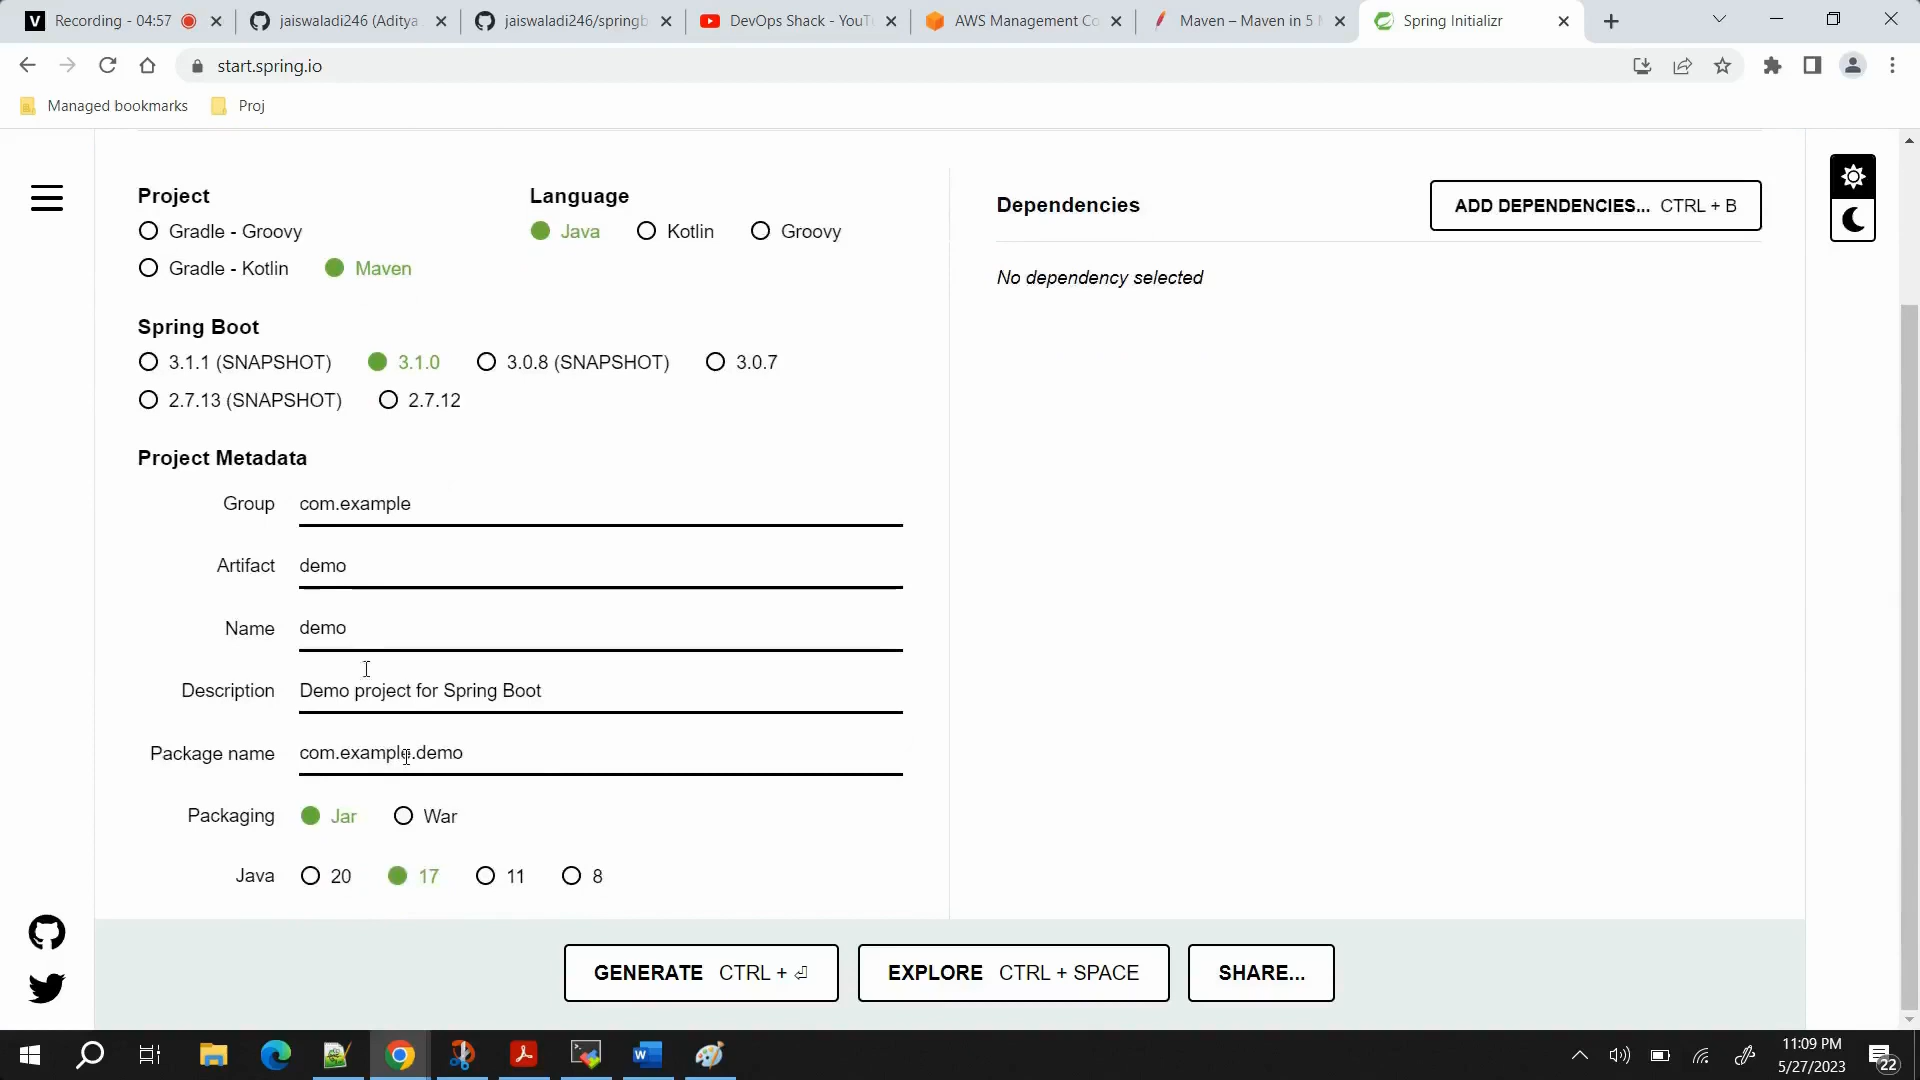 Recording - 04:57
jaiswaladi246 (Aditya
jaiswaladi246/springb
DevOps Shack - YouT
AWS Management Co
Maven – Maven in 5
Spring Initializr
start.spring.io
Managed bookmarks
Proj
Project
Language
Gradle - Groovy
Java
Kotlin
Groovy
Gradle - Kotlin
Maven
Dependencies
ADD DEPENDENCIES... CTRL + B
No dependency selected
Spring Boot
3.1.1 (SNAPSHOT)
3.1.0
3.0.8 (SNAPSHOT)
3.0.7
2.7.13 (SNAPSHOT)
2.7.12
Project Metadata
Group com.example
Artifact demo
Name demo
Description Demo project for Spring Boot
Package name com.example.demo
Packaging Jar War
Java 20 17 11 8
GENERATE CTRL + ⏎
EXPLORE CTRL + SPACE
SHARE...
11:09 PM
5/27/2023
22